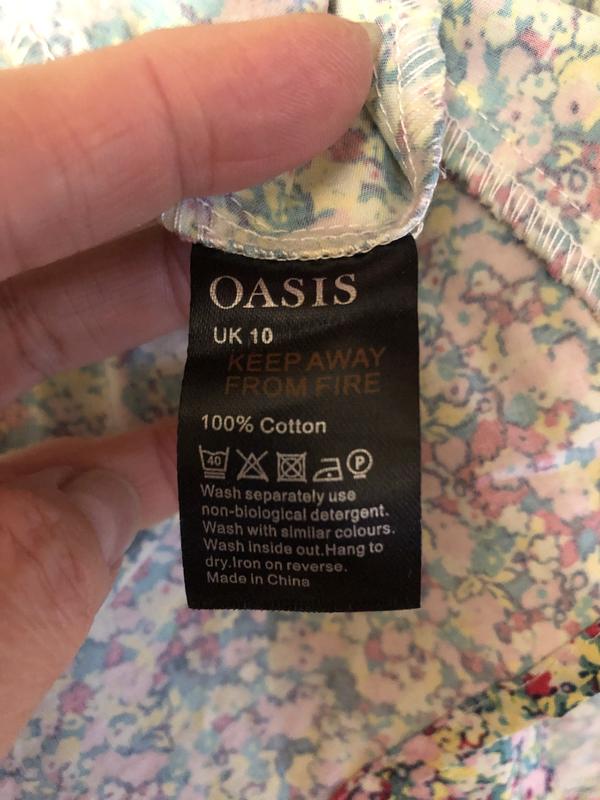 OASIS
UK 10
KEEP AWAY
FROM FIRE
100% Cotton
40 P
Wash separately use
non-biological detergent.
Wash with similar colours.
Wash inside out.Hang to
dry.Iron on reverse.
Made in China